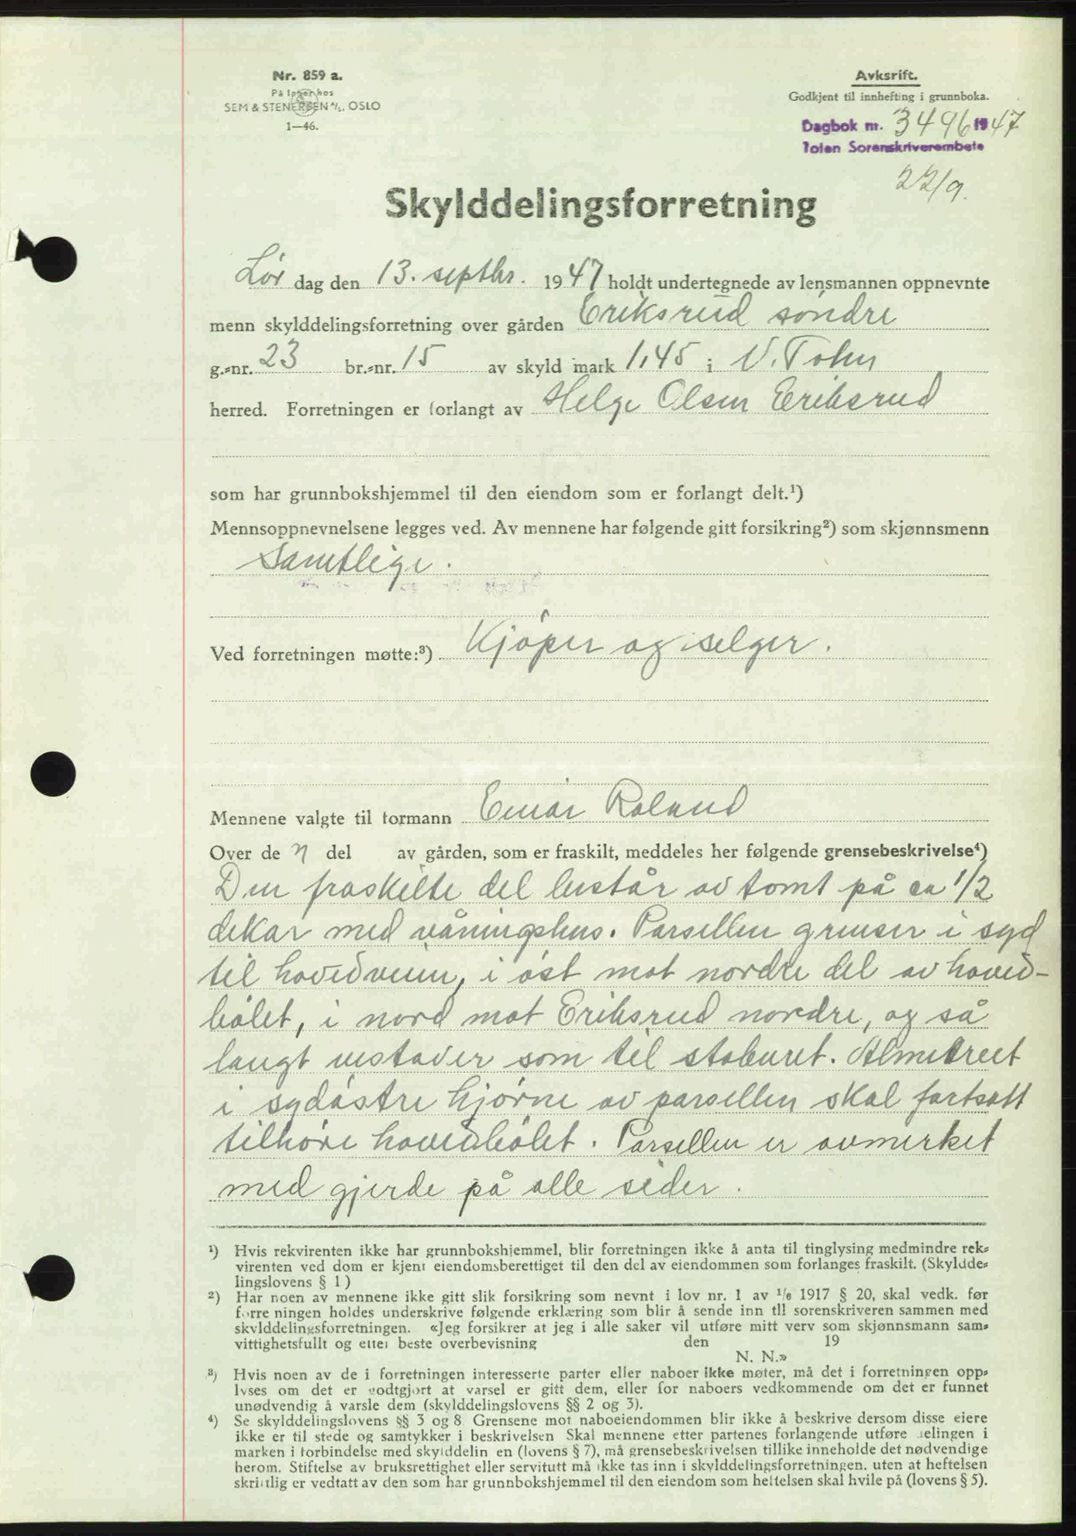 Nr. 859 a.
På lager hos
SEM & STENERSEN A/S, OSLO
1—46.
Avksrift.
Godkjent til innhefting i grunnboka.
Dagbok nr. 3496 1947
Toten Sorenskriverembete
22/9.
Skylddelingsforretning
Lør dag den 13. septbr. 1947 holdt undertegnede av lensmannen oppnevnte
menn skylddelingsforretning over gården Eriksrud søndre
g.-nr. 23 br.-nr. 15 av skyld mark 1,45 i V. Toten
herred. Forretningen er forlangt av Helge Olsen Eriksrud
som har grunnbokshjemmel til den eiendom som er forlangt delt.¹)
Mennsoppnevnelsene legges ved. Av mennene har følgende gitt forsikring²) som skjønnsmenn
Samtlige.
Ved forretningen møtte:³) Kjøper og selger.
Mennene valgte til formann Einar Roland
Over de n del av gården, som er fraskilt, meddeles her følgende grensebeskrivelse⁴)
Den fraskilte del består av tomt på ca 1/2
dekar med våningshus. Parsellen grenser i syd
til hovedveien, i øst mot nordre del av hoved-
bølet, i nord mot Eriksrud nordre, og så
langt vestover som til staburet. Almetreet
i sydøstre hjørne av parsellen skal fortsatt
tilhøre hovedbølet. Parsellen er avmerket
med gjerde på alle sider.
¹) Hvis rekvirenten ikke har grunnbokshjemmel, blir forretningen ikke å anta til tinglysing medmindre rek-
virenten ved dom er kjent eiendomsberettiget til den del av eiendommen som forlanges fraskilt. (Skyldde-
lingslovens § 1)
²) Har noen av mennene ikke gitt slik forsikring som nevnt i lov nr. 1 av 1/6 1917 § 20, skal vedk. før
forretningen holdes underskrive følgende erklæring som blir å sende inn til sorenskriveren sammen med
skylddelingsforretningen. «Jeg forsikrer at jeg i alle saker vil utføre mitt verv som skjønnsmann sam-
vittighetsfullt og etter beste overbevisning den 19
N. N.»
³) Hvis noen av de i forretningen interesserte parter eller naboer ikke møter, må det i forretningen opp-
lyses om det er godtgjort at varsel er gitt dem, eller for naboers vedkommende om det er funnet
unødvendig å varsle dem (skylddelingslovens §§ 2 og 3).
⁴) Se skylddelingslovens §§ 3 og 8. Grensene mot naboeiendommen blir ikke å beskrive dersom disse eiere
ikke er til stede og samtykker i beskrivelsen Skal mennene etter partenes forlangende utføre delingen i
marken i forbindelse med skylddelingen (lovens § 7), må grensebeskrivelsen tillike inneholde det nødvendige
herom. Stiftelse av bruksrettighet eller servitutt må ikke tas inn i skylddelingsforretningen, uten at heftelsen
skriftlig er vedtatt av den som har grunnbokshjemmel til den eiendom som heftelsen skal hvile på (lovens § 5).